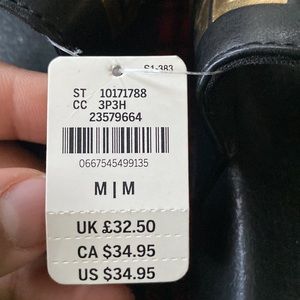 S1-383
ST 10171788
CC 3P3H
23579664
0667545499135
M | M
UK £32.50
CA $34.95
US $34.95